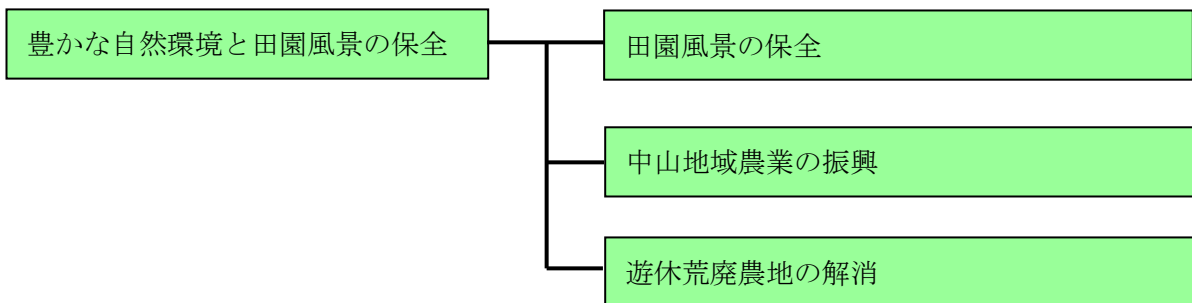 豊かな自然環境と田園風景の保全
田園風景の保全
中山地域農業の振興
遊休荒廃農地の解消